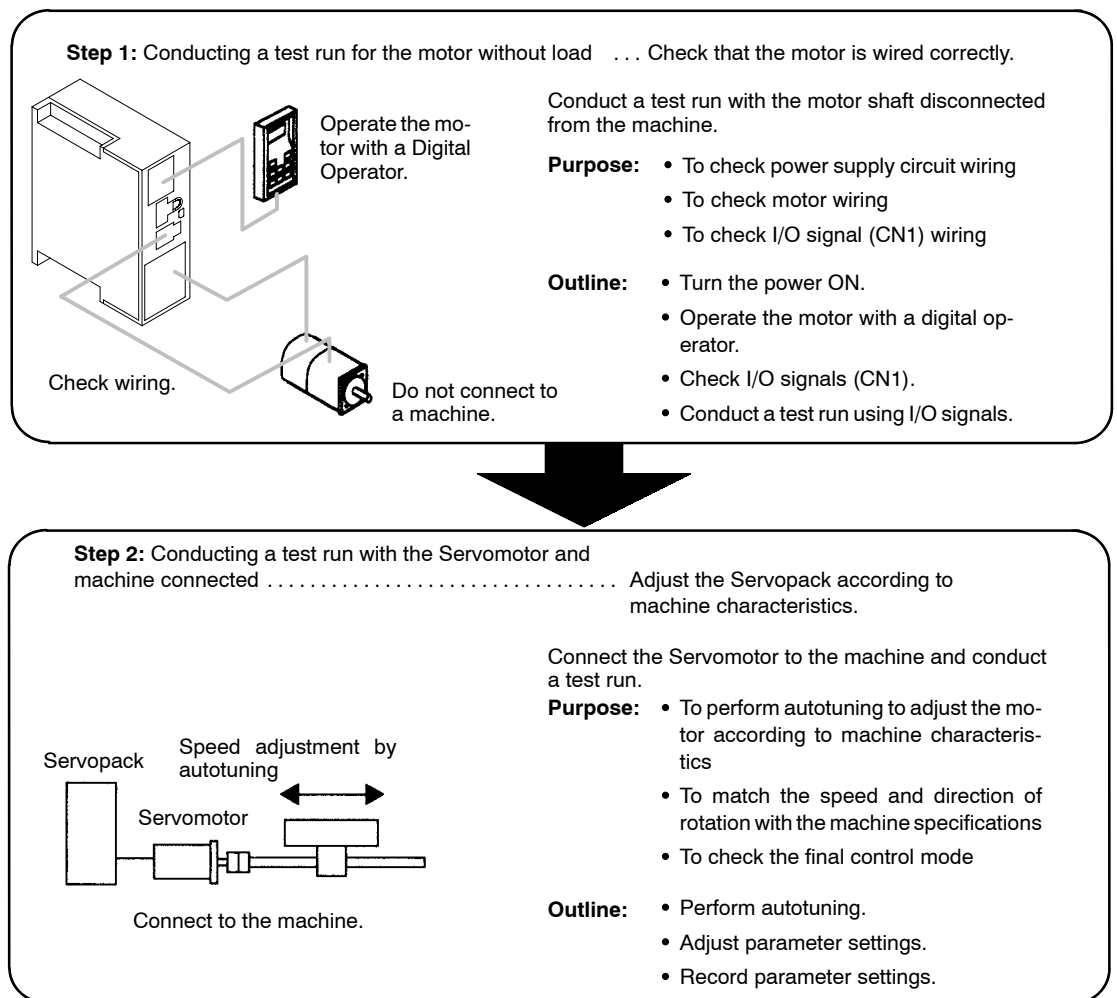 Step 1: Conducting a test run for the motor without load ... Check that the motor is wired correctly.
Operate the mo-
tor with a Digital
Operator.
Check wiring.
Do not connect to
a machine.
Conduct a test run with the motor shaft disconnected
from the machine.
Purpose: • To check power supply circuit wiring
• To check motor wiring
• To check I/O signal (CN1) wiring
Outline: • Turn the power ON.
• Operate the motor with a digital op-
erator.
• Check I/O signals (CN1).
• Conduct a test run using I/O signals.
Step 2: Conducting a test run with the Servomotor and
machine connected ................................. Adjust the Servopack according to
machine characteristics.
Servopack
Speed adjustment by
autotuning
Servomotor
Connect to the machine.
Connect the Servomotor to the machine and conduct
a test run.
Purpose: • To perform autotuning to adjust the mo-
tor according to machine characteris-
tics
• To match the speed and direction of
rotation with the machine specifications
• To check the final control mode
Outline: • Perform autotuning.
• Adjust parameter settings.
• Record parameter settings.